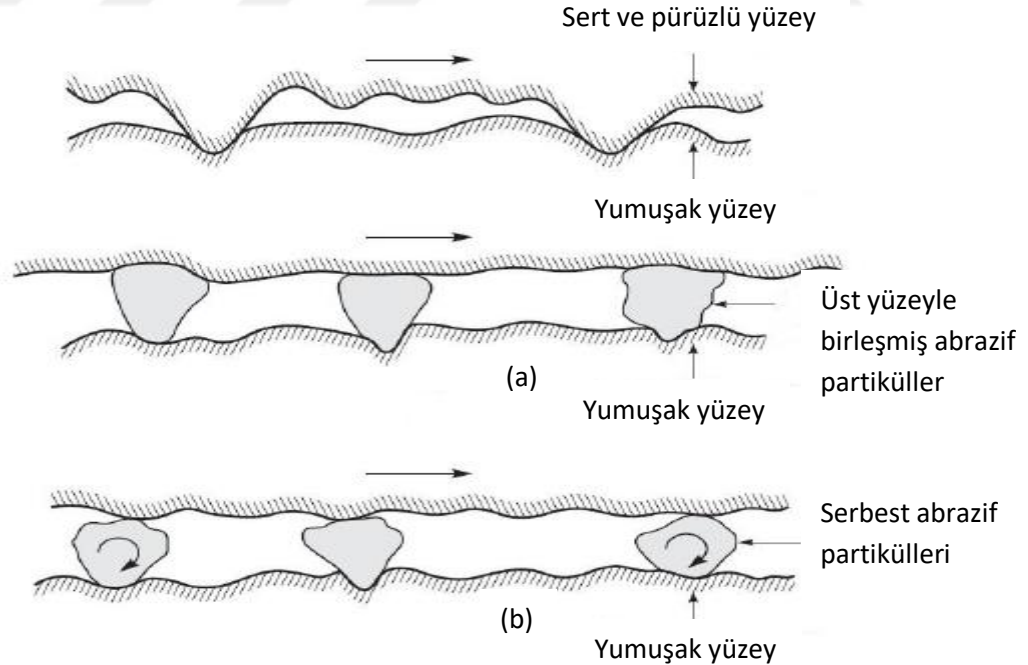 Sert ve pürüzlü yüzey
Yumuşak yüzey
Üst yüzeyle
birleşmiş abrazif
partiküller
(a)
Yumuşak yüzey
Serbest abrazif
partikülleri
(b)
Yumuşak yüzey